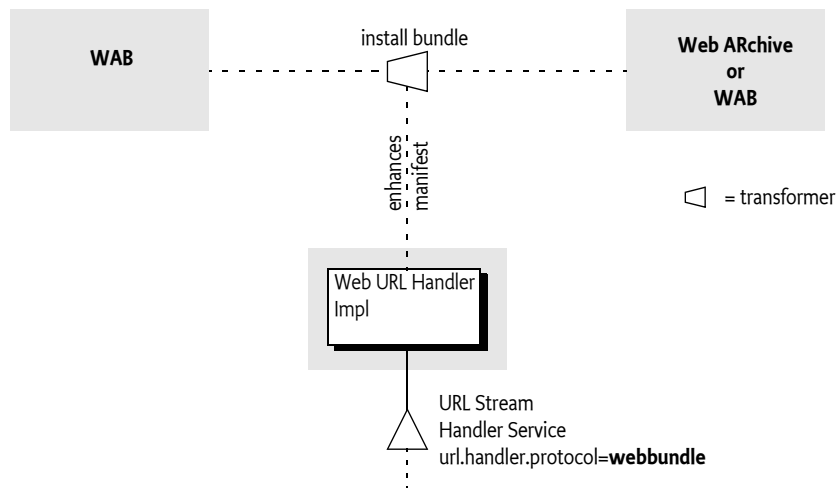 install bundle
WAB
Web ARchive
or
WAB
enhances
manifest
= transformer
Web URL Handler
Impl
URL Stream
Handler Service
url.handler.protocol=webbundle